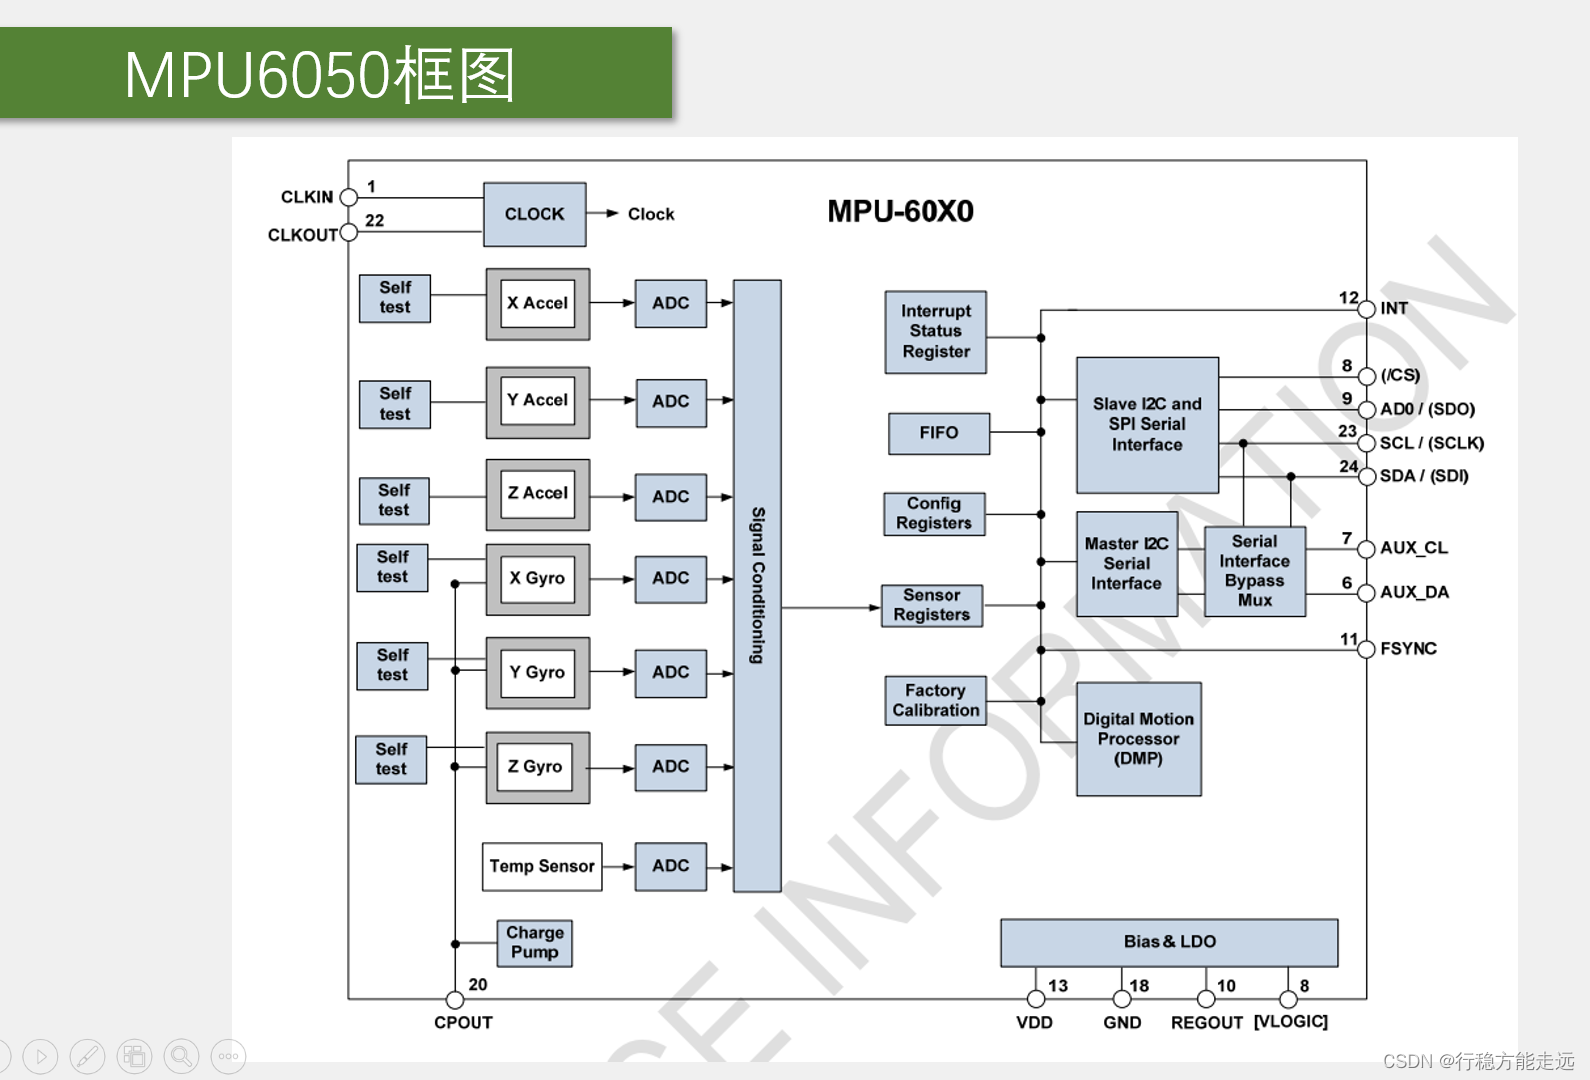 MPU6050框图
MPU-60X0
CLKIN
1
CLKOUT
22
CLOCK
Clock
Self
test
X Accel
ADC
Self
test
Y Accel
ADC
Self
test
Z Accel
ADC
Self
test
X Gyro
ADC
Self
test
Y Gyro
ADC
Self
test
Z Gyro
ADC
Temp Sensor
ADC
Signal Conditioning
Charge
Pump
20
CPOUT
Interrupt
Status
Register
FIFO
Config
Registers
Sensor
Registers
Factory
Calibration
Slave I2C and
SPI Serial
Interface
Master I2C
Serial
Interface
Serial
Interface
Bypass
Mux
Digital Motion
Processor
(DMP)
12
INT
8
(/CS)
9
AD0 / (SDO)
23
SCL / (SCLK)
24
SDA / (SDI)
7
AUX_CL
6
AUX_DA
11
FSYNC
Bias & LDO
13
18
10
8
VDD
GND
REGOUT
[VLOGIC]
CE INFORMATION
CSDN @行稳方能走远